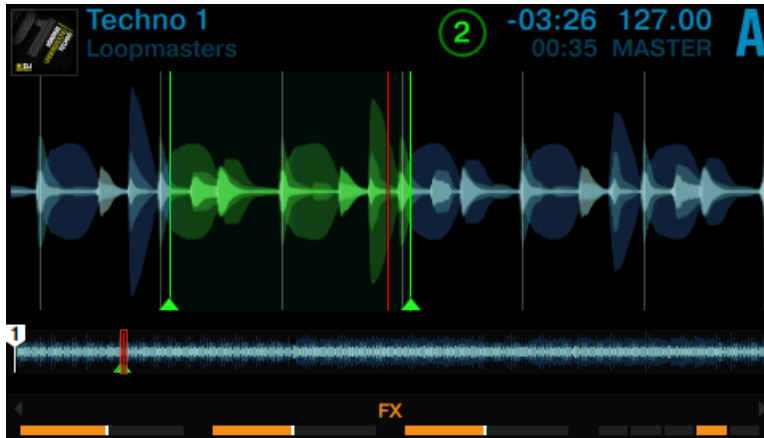 Techno 1
Loopmasters
2
-03:26 127.00
00:35 MASTER
A
1
FX